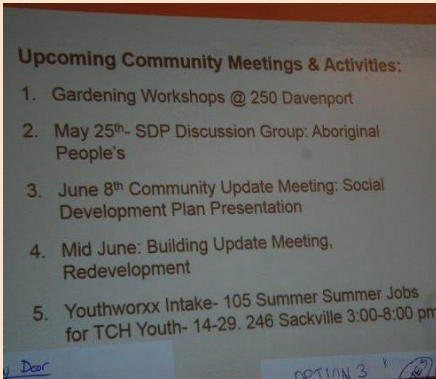 Upcoming Community Meetings & Activities:
1. Gardening Workshops @ 250 Davenport
2. May 25th- SDP Discussion Group: Aboriginal
People's
3. June 8th Community Update Meeting: Social
Development Plan Presentation
4. Mid June: Building Update Meeting,
Redevelopment
5. Youthworxx Intake- 105 Summer Summer Jobs
for TCH Youth- 14-29. 246 Sackville 3:00-8:00 pm
Door
OPTION 3